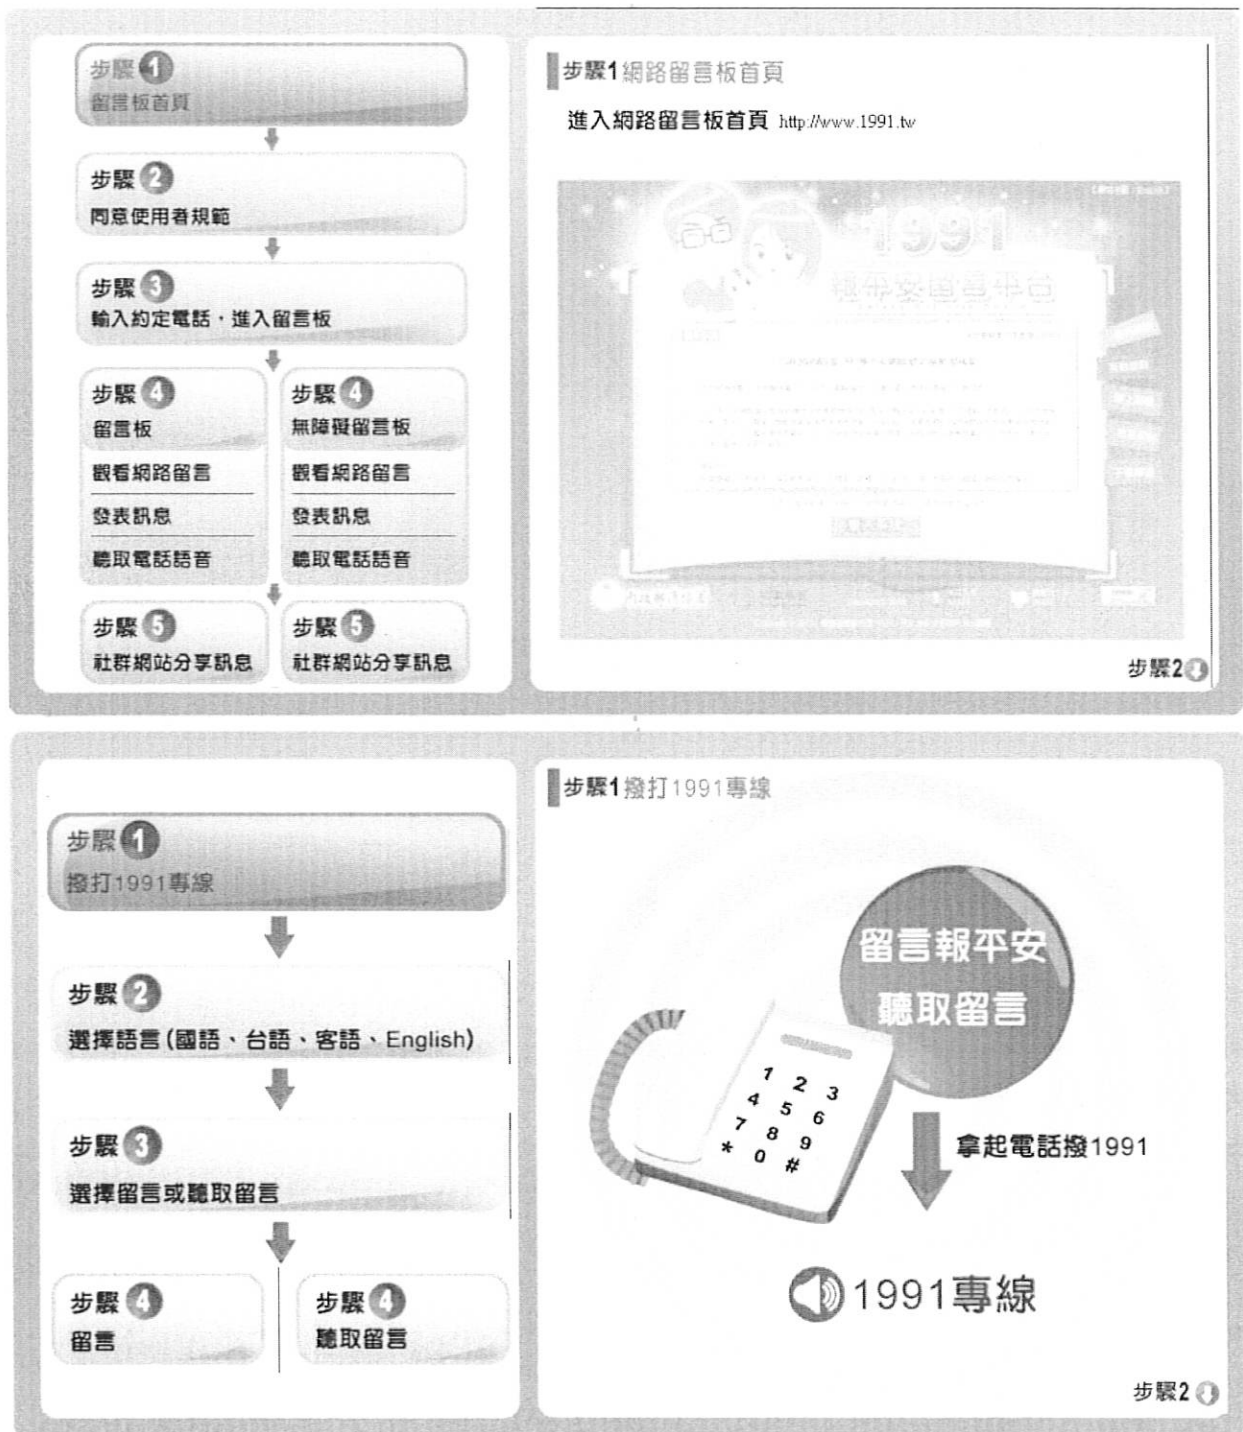 步驟1
留言板首頁
步驟2
同意使用者規範
步驟3
輸入約定電話，進入留言板
步驟4
留言板
觀看網路留言
發表訊息
聽取電話語音
步驟4
無障礙留言板
觀看網路留言
發表訊息
聽取電話語音
步驟5
社群網站分享訊息
步驟5
社群網站分享訊息
步驟1網路留言板首頁
進入網路留言板首頁 http://www.1991.tw
1991
報平安留言平台
步驟2
步驟1
撥打1991專線
步驟2
選擇語言(國語、台語、客語、English)
步驟3
選擇留言或聽取留言
步驟4
留言
步驟4
聽取留言
步驟1撥打1991專線
留言報平安
聽取留言
1 2 3
4 5 6
7 8 9
* 0 #
拿起電話撥1991
1991專線
步驟2